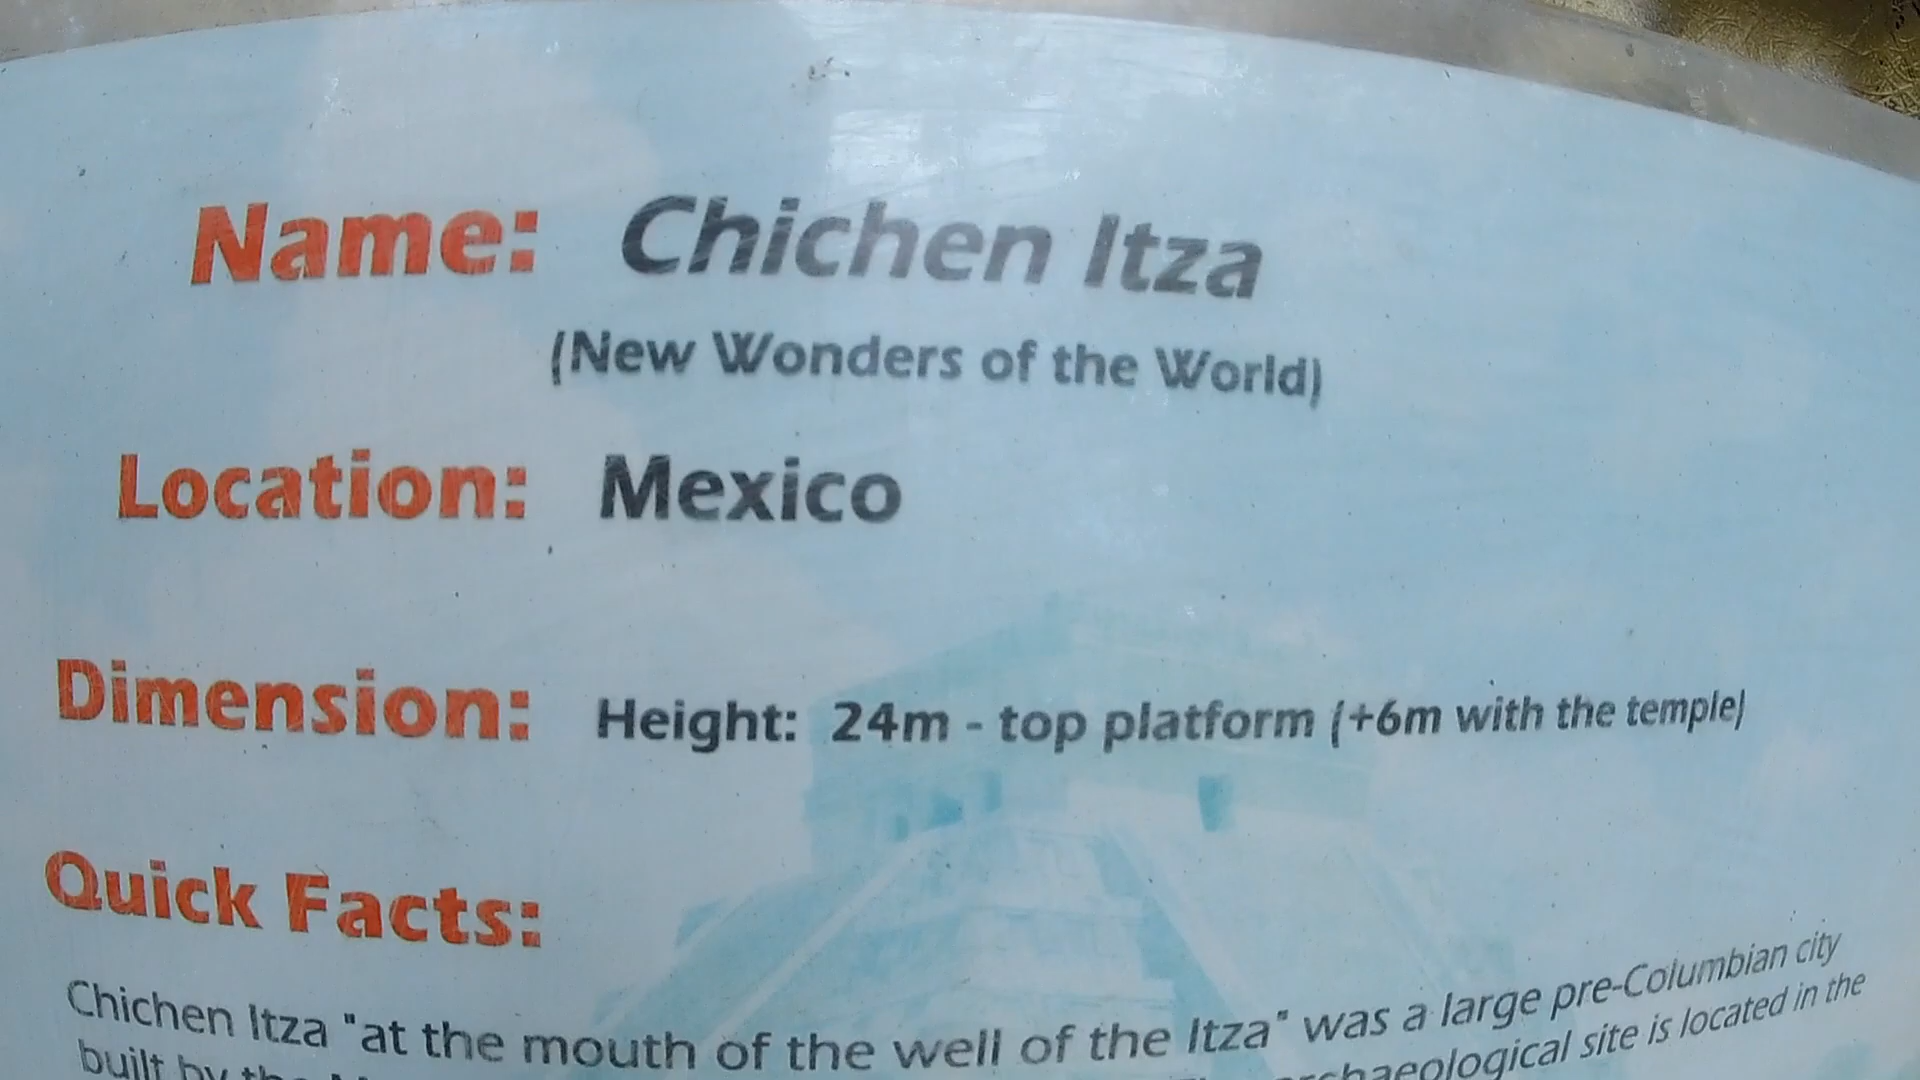 Name: Chichen Itza
(New Wonders of the World)
Location: Mexico
Dimension: Height: 24m - top platform (+6m with the temple)
Quick Facts:
Chichen Itza "at the mouth of the well of the Itza" was a large pre-Columbian city
built by the archaeological site is located in the